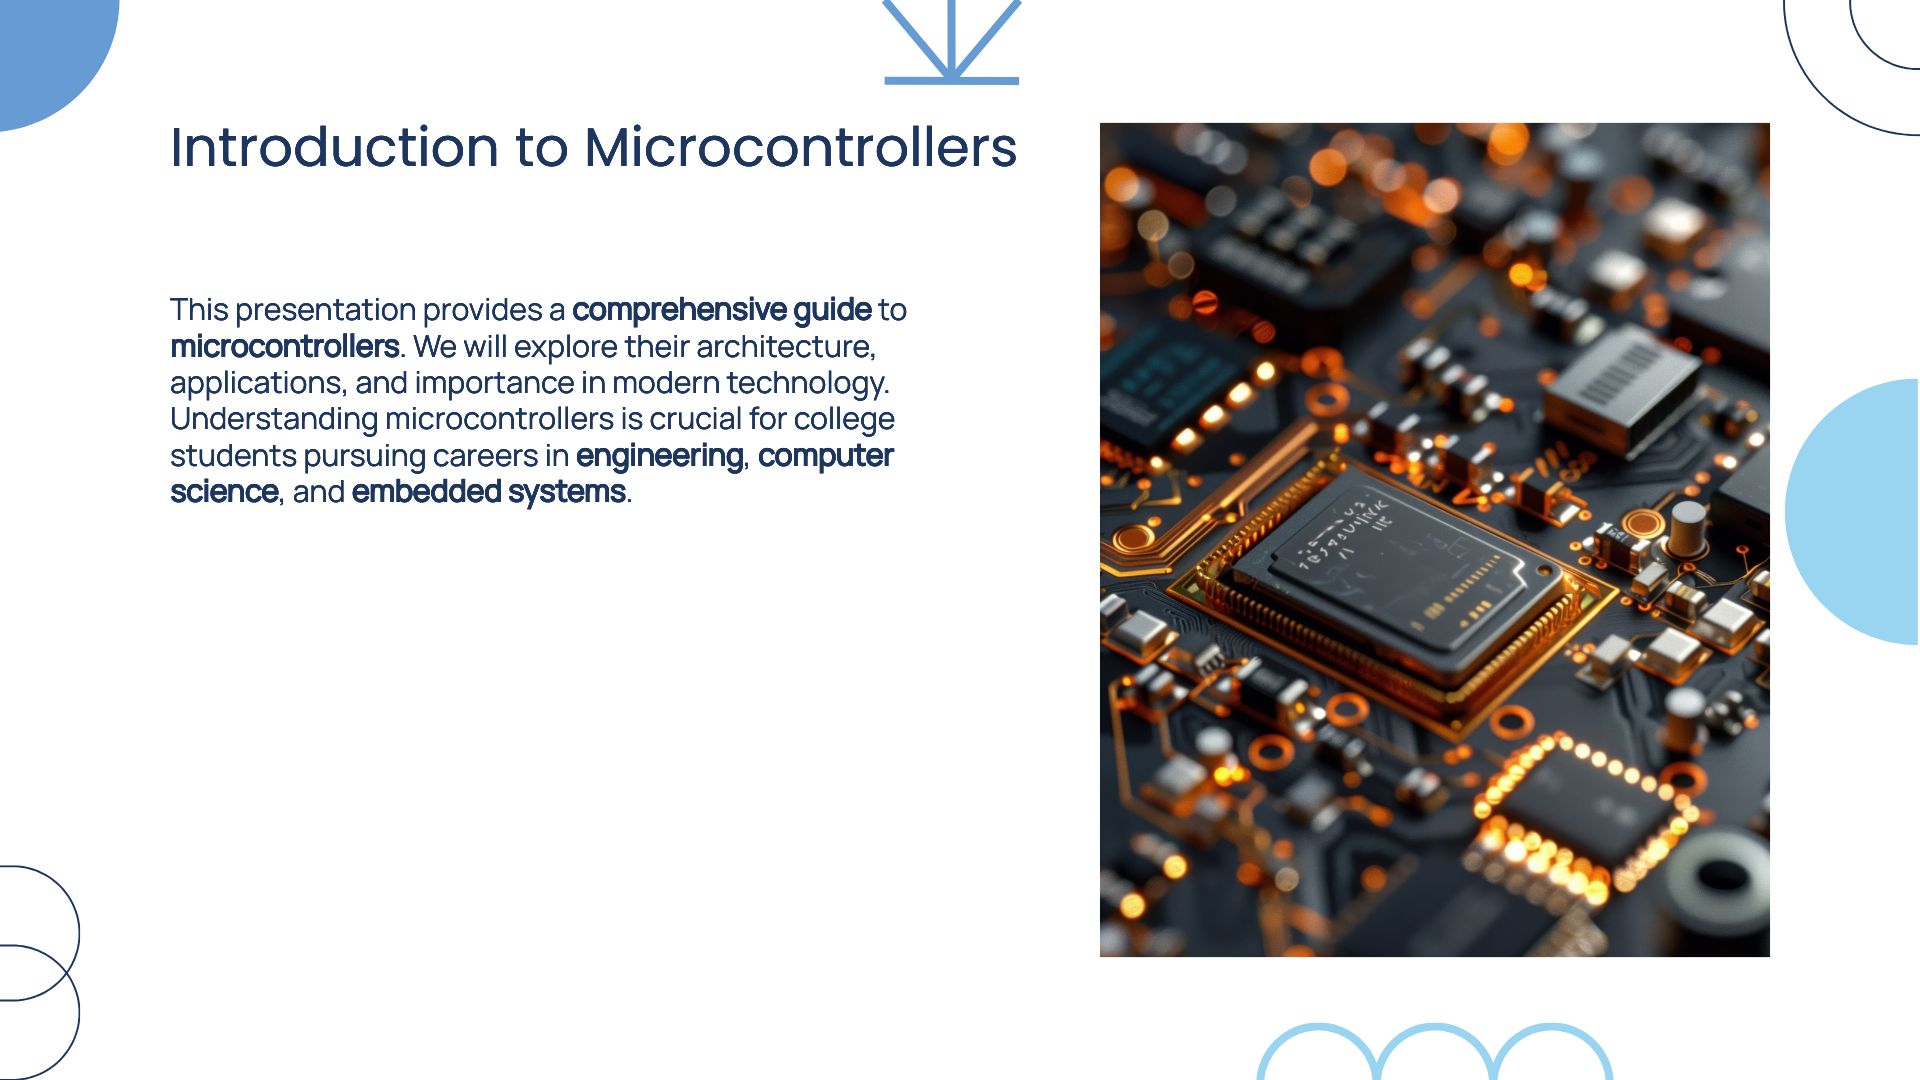 Introduction to Microcontrollers
This presentation provides a comprehensive guide to
microcontrollers. We will explore their architecture,
applications, and importance in modern technology.
Understanding microcontrollers is crucial for college
students pursuing careers in engineering, computer
science, and embedded systems.